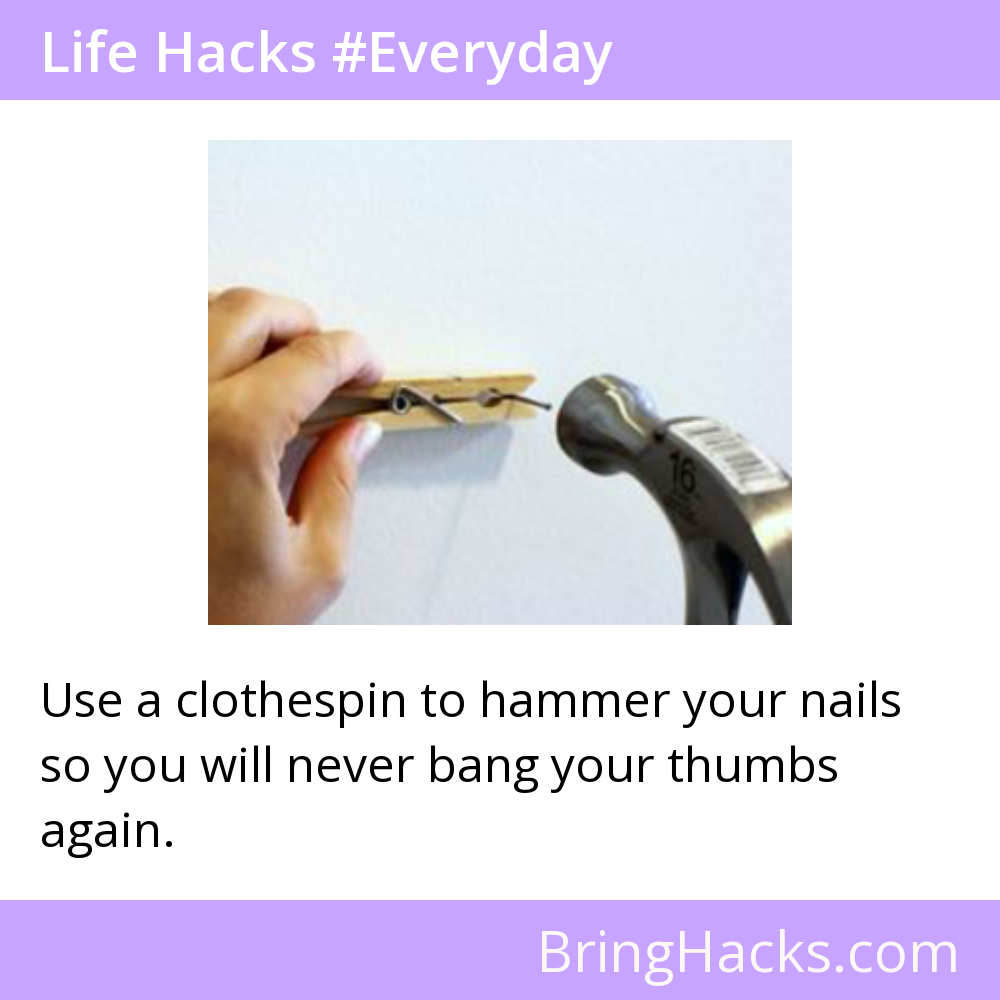 Life Hacks #Everyday
16
Use a clothespin to hammer your nails
so you will never bang your thumbs
again.
BringHacks.com